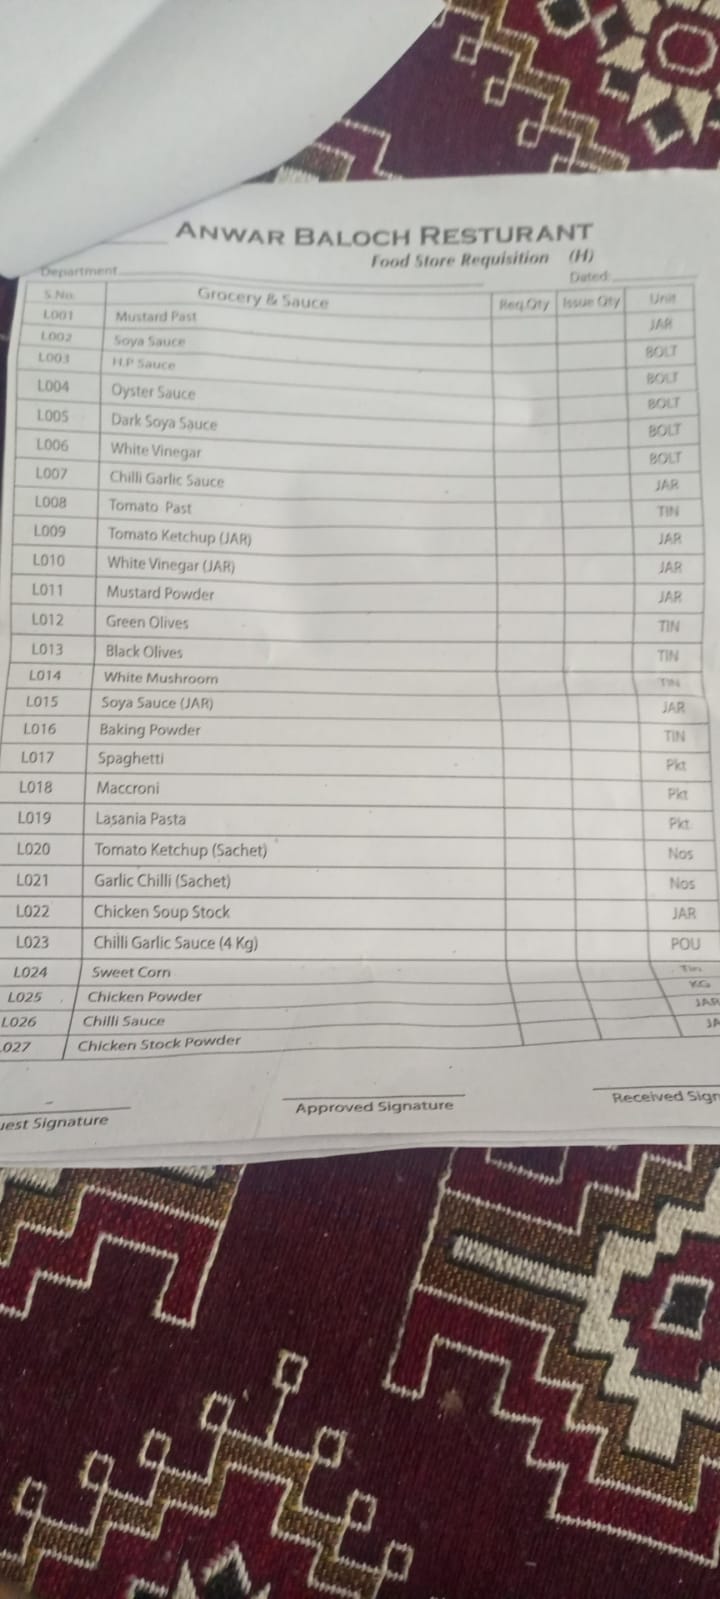 ANWAR BALOCH RESTURANT
Food Store Requisition (H)
Department
Dated:
S.No. Grocery & Sauce Req.Qty Issue Qty Unit
L001 Mustard Past JAR
L002 Soya Sauce BOLT
L003 H.P Sauce BOLT
L004 Oyster Sauce BOLT
L005 Dark Soya Sauce BOLT
L006 White Vinegar BOLT
L007 Chilli Garlic Sauce JAR
L008 Tomato Past TIN
L009 Tomato Ketchup (JAR) JAR
L010 White Vinegar (JAR) JAR
L011 Mustard Powder JAR
L012 Green Olives TIN
L013 Black Olives TIN
L014 White Mushroom TIN
L015 Soya Sauce (JAR) JAR
L016 Baking Powder TIN
L017 Spaghetti Pkt
L018 Maccroni Pkt
L019 Lasania Pasta Pkt
L020 Tomato Ketchup (Sachet) Nos
L021 Garlic Chilli (Sachet) Nos
L022 Chicken Soup Stock JAR
L023 Chilli Garlic Sauce (4 Kg) POU
L024 Sweet Corn Tin
L025 Chicken Powder KG
L026 Chilli Sauce JAR
027 Chicken Stock Powder JA
uest Signature Approved Signature Received Sign